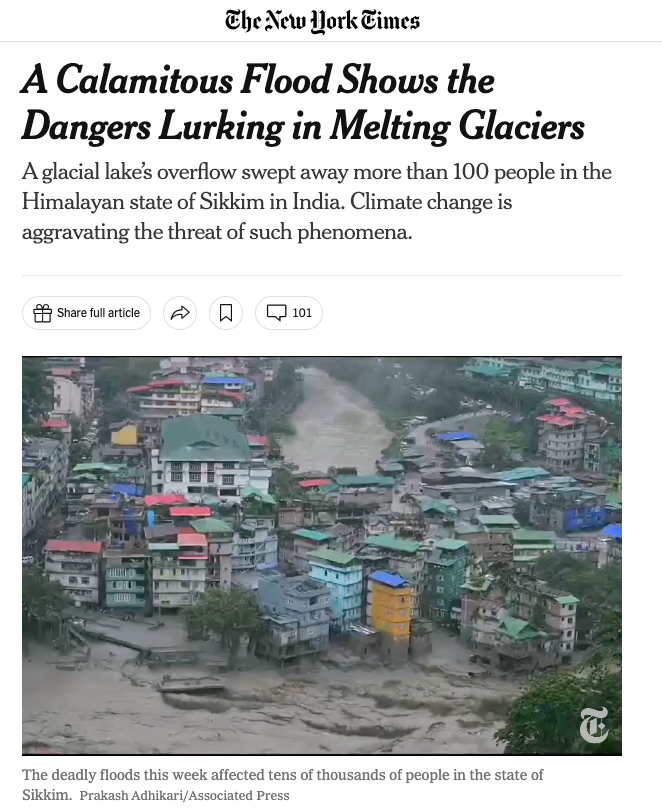 The New York Times
A Calamitous Flood Shows the
Dangers Lurking in Melting Glaciers
A glacial lake’s overflow swept away more than 100 people in the
Himalayan state of Sikkim in India. Climate change is
aggravating the threat of such phenomena.
Share full article
101
T
The deadly floods this week affected tens of thousands of people in the state of
Sikkim. Prakash Adhikari/Associated Press